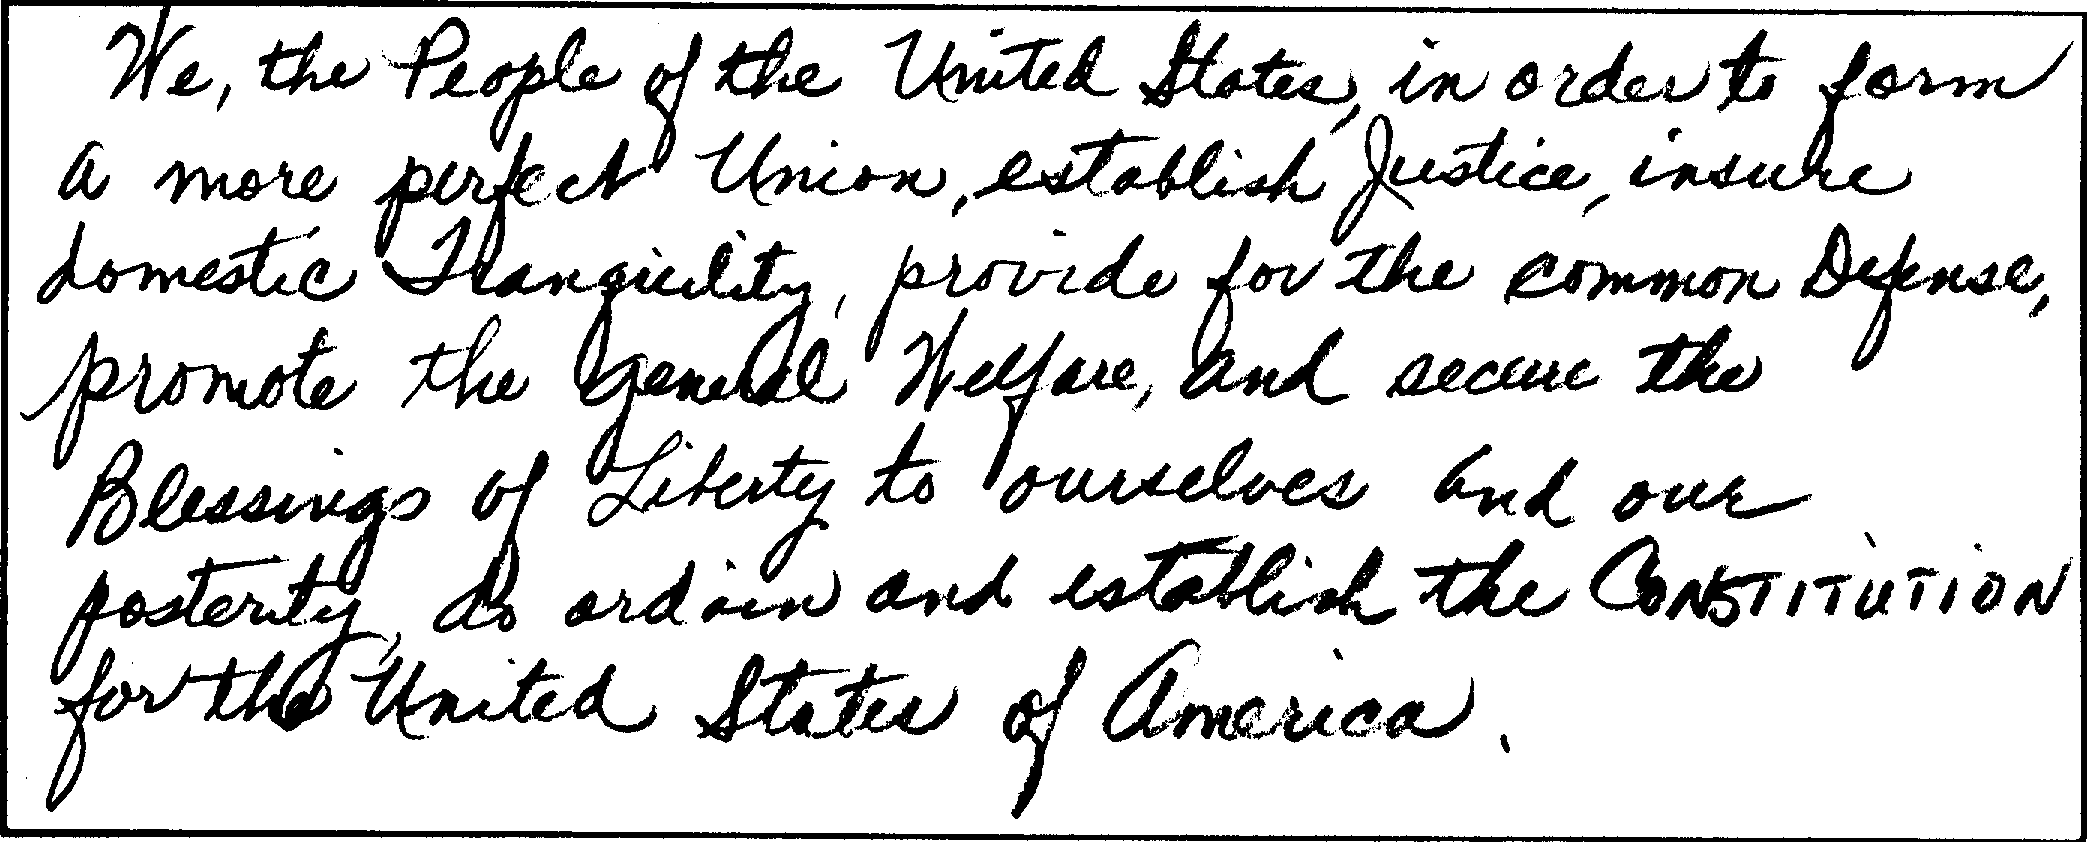 We, the People of the United States, in order to form
a more perfect Union, establish Justice, insure
domestic Tranquility, provide for the common Defense,
promote the general Welfare, and secure the
Blessings of Liberty to ourselves and our
posterity, do ordain and establish the CONSTITUTION
for the United States of America.